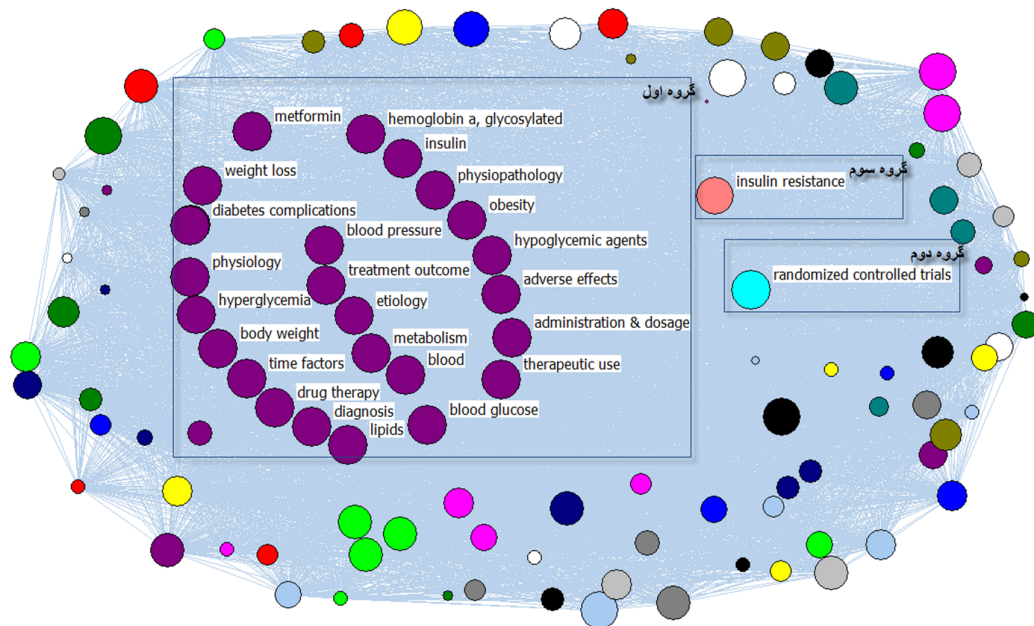 گروه اول
metformin
hemoglobin a, glycosylated
insulin
weight loss
physiopathology
obesity
diabetes complications
blood pressure
hypoglycemic agents
physiology
treatment outcome
adverse effects
hyperglycemia
etiology
administration & dosage
body weight
metabolism
time factors
blood
therapeutic use
drug therapy
diagnosis
blood glucose
lipids
گروه سوم
insulin resistance
گروه دوم
randomized controlled trials